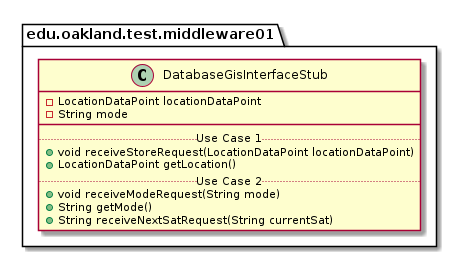 edu.oakland.test.middleware01
C DatabaseGisInterfaceStub
LocationDataPoint locationDataPoint
String mode
Use Case 1
void receiveStoreRequest(LocationDataPoint locationDataPoint)
LocationDataPoint getLocation()
Use Case 2
void receiveModeRequest(String mode)
String getMode()
String receiveNextSatRequest(String currentSat)